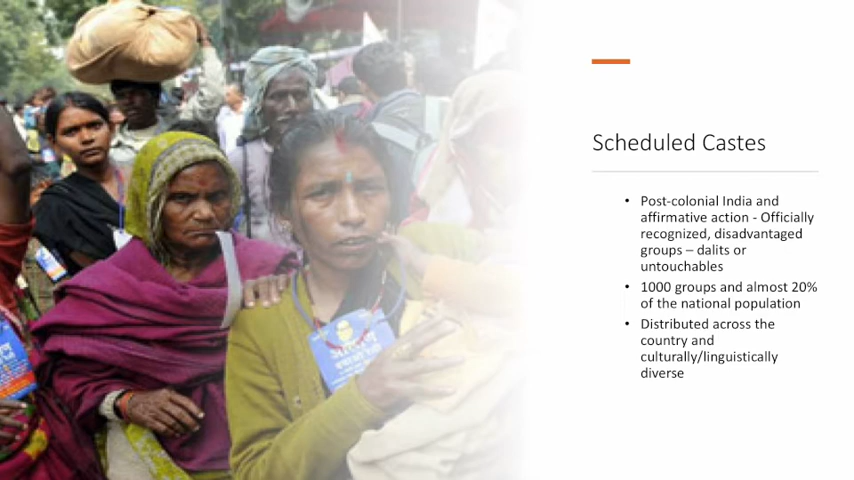 Scheduled Castes
• Post-colonial India and
affirmative action - Officially
recognized, disadvantaged
groups – dalits or
untouchables
• 1000 groups and almost 20%
of the national population
• Distributed across the
country and
culturally/linguistically
diverse